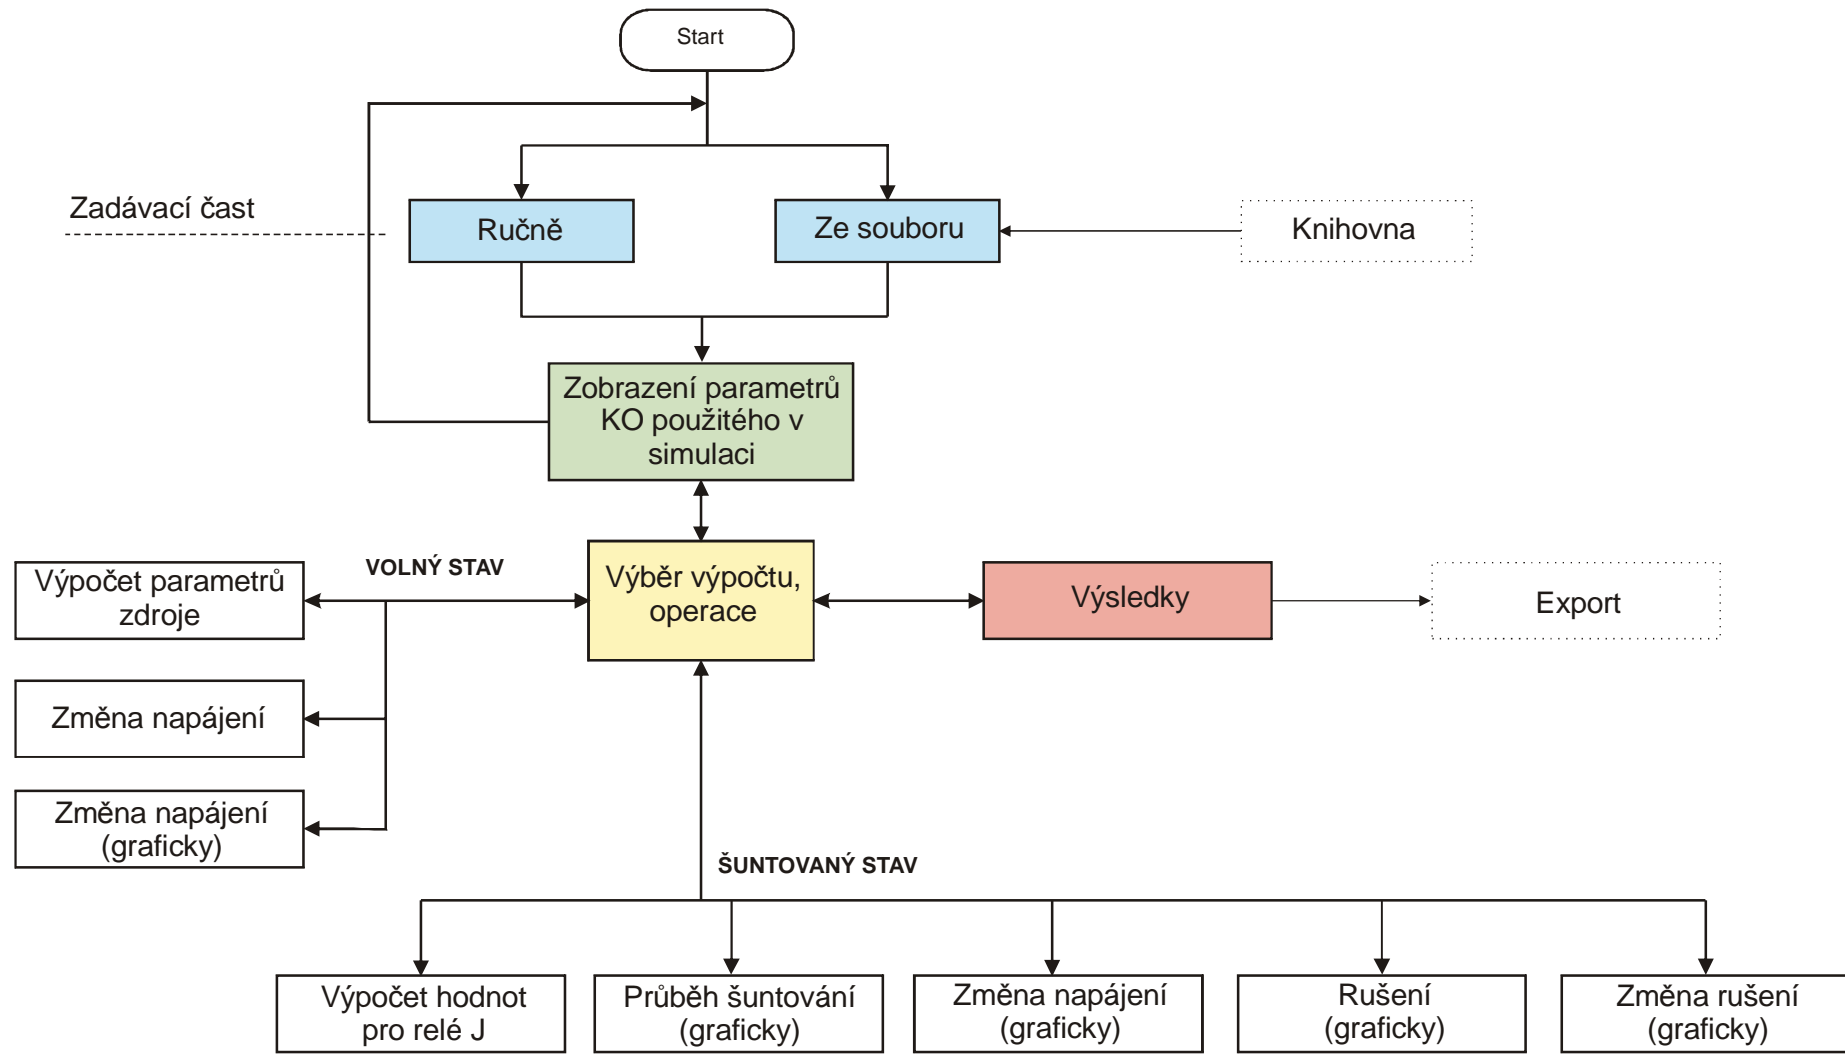 Start
Zadávací čast
Ručně
Ze souboru
Knihovna
Zobrazení parametrů
KO použitého v
simulaci
VOLNÝ STAV
Výpočet parametrů
zdroje
Výběr výpočtu,
operace
Výsledky
Export
Změna napájení
Změna napájení
(graficky)
ŠUNTOVANÝ STAV
Výpočet hodnot
pro relé J
Průběh šuntování
(graficky)
Změna napájení
(graficky)
Rušení
(graficky)
Změna rušení
(graficky)